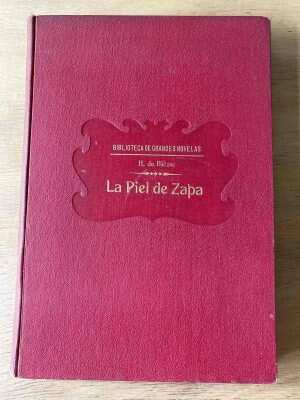 BIBLIOTECA DE GRANDES NOVELAS
H. de Balzac
La Piel de Zapa